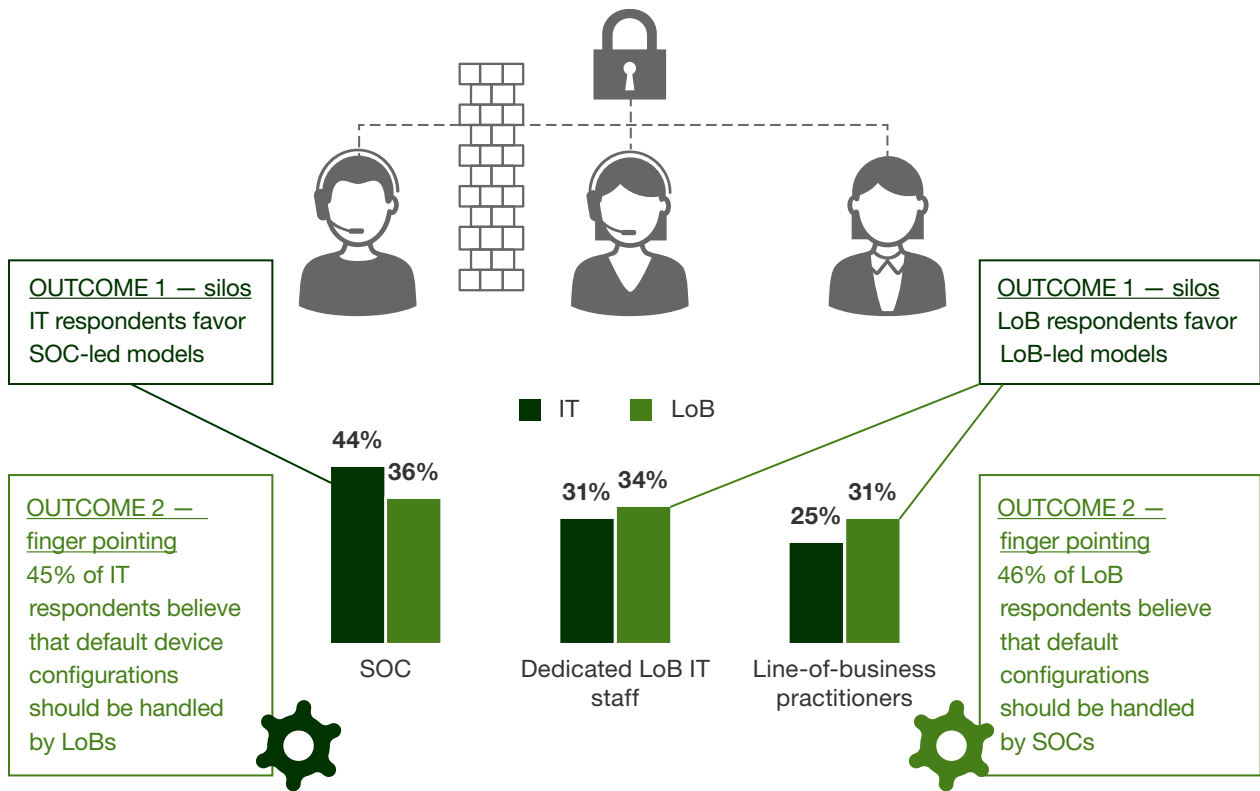 OUTCOME 1 — silos
IT respondents favor
SOC-led models
OUTCOME 1 — silos
LoB respondents favor
LoB-led models
IT
LoB
44%
36%
31%
34%
25%
31%
SOC
Dedicated LoB IT
staff
Line-of-business
practitioners
OUTCOME 2 —
finger pointing
45% of IT
respondents believe
that default device
configurations
should be handled
by LoBs
OUTCOME 2 —
finger pointing
46% of LoB
respondents believe
that default
configurations
should be handled
by SOCs